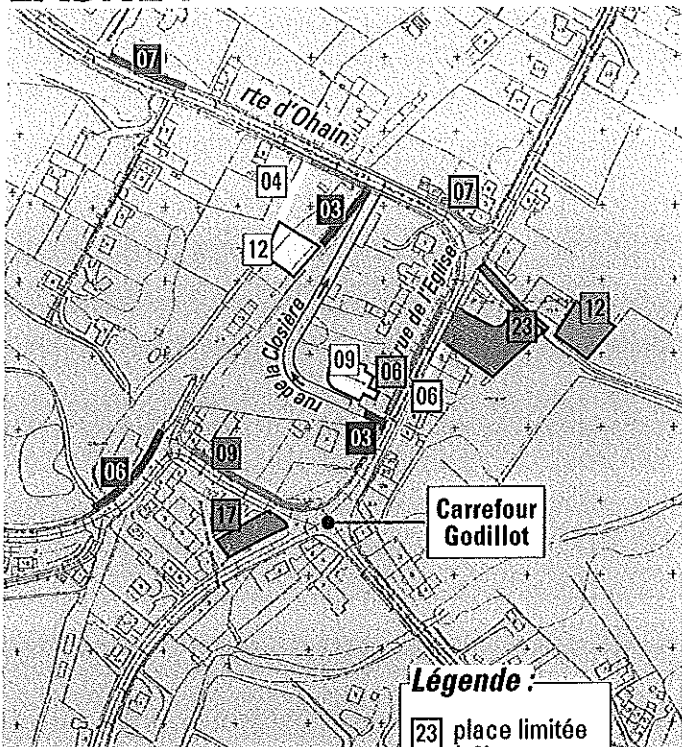 07
rte d'Ohain
04
03
07
12
rue de l'Eglise
23
12
rue de la Closière
09
06
06
03
06
09
17
Carrefour
Godillot
Légende :
23 place limitée